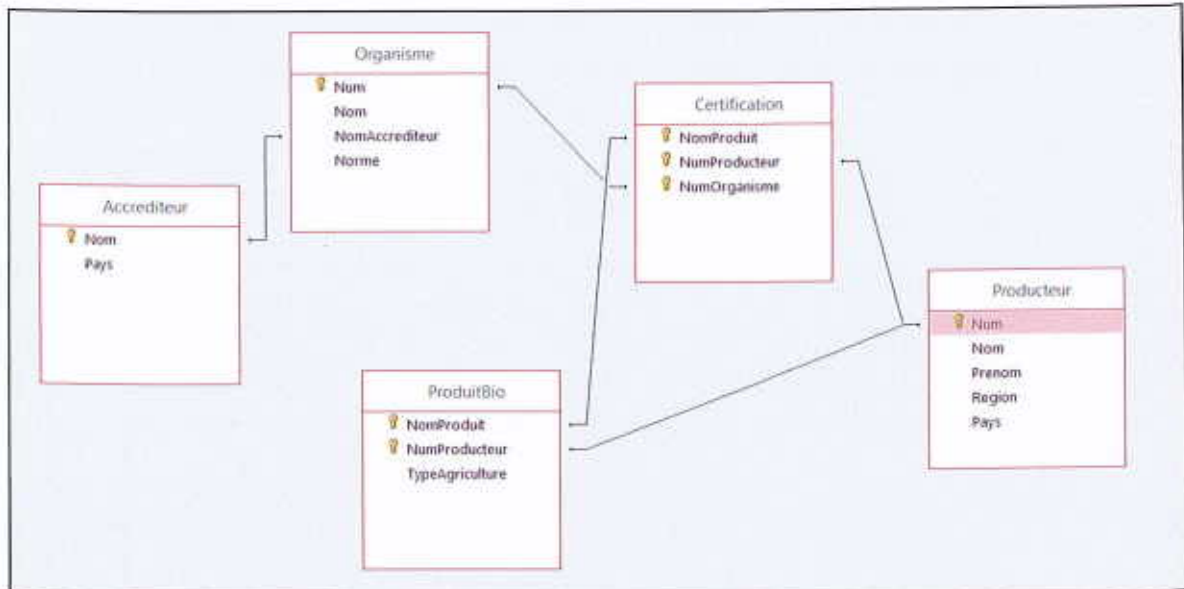 Organisme
Num
Nom
NomAccrediteur
Norme
Certification
NomProduit
NumProducteur
NumOrganisme
Accrediteur
Nom
Pays
Producteur
Num
Nom
Prenom
Region
Pays
ProduitBio
NomProduit
NumProducteur
TypeAgriculture